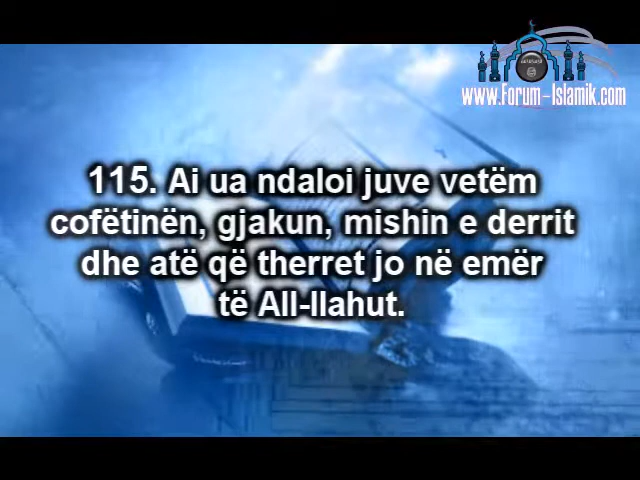 www.Forum-Islamik.com
115. Ai ua ndaloi juve vetëm
cofëtinën, gjakun, mishin e derrit
dhe atë që therret jo në emër
të All-llahut.